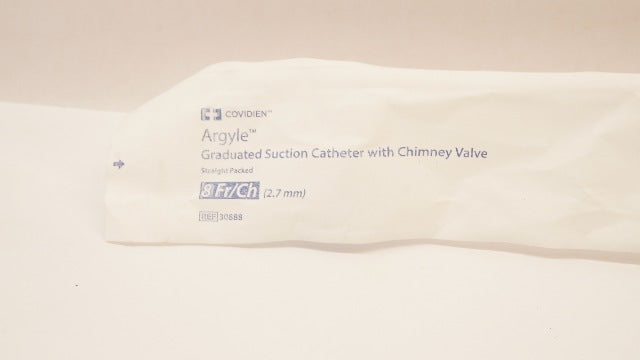 COVIDIEN™
Argyle™
Graduated Suction Catheter with Chimney Valve
Straight Packed
8 Fr/Ch (2.7 mm)
REF 30888